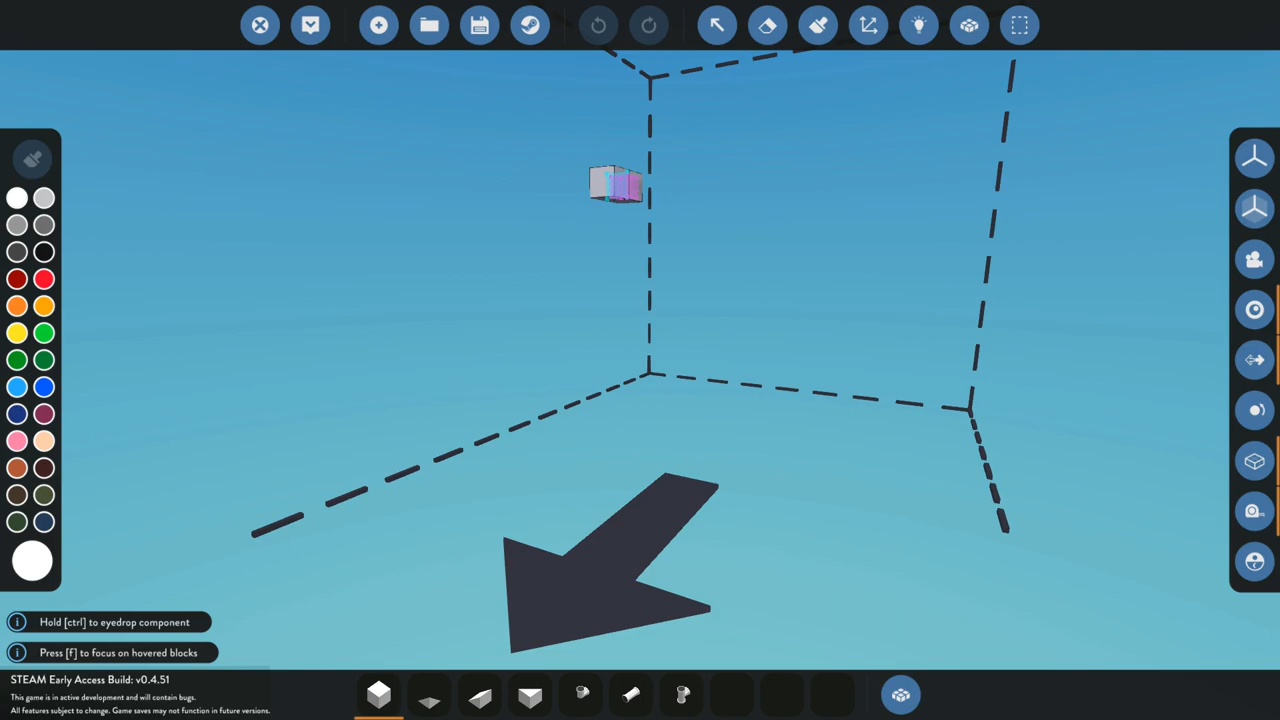 Hold [ctrl] to eyedrop component
Press [f] to focus on hovered blocks
STEAM Early Access Build: v0.4.51
This game is in active development and will contain bugs.
All features subject to change. Game saves may not function in future versions.